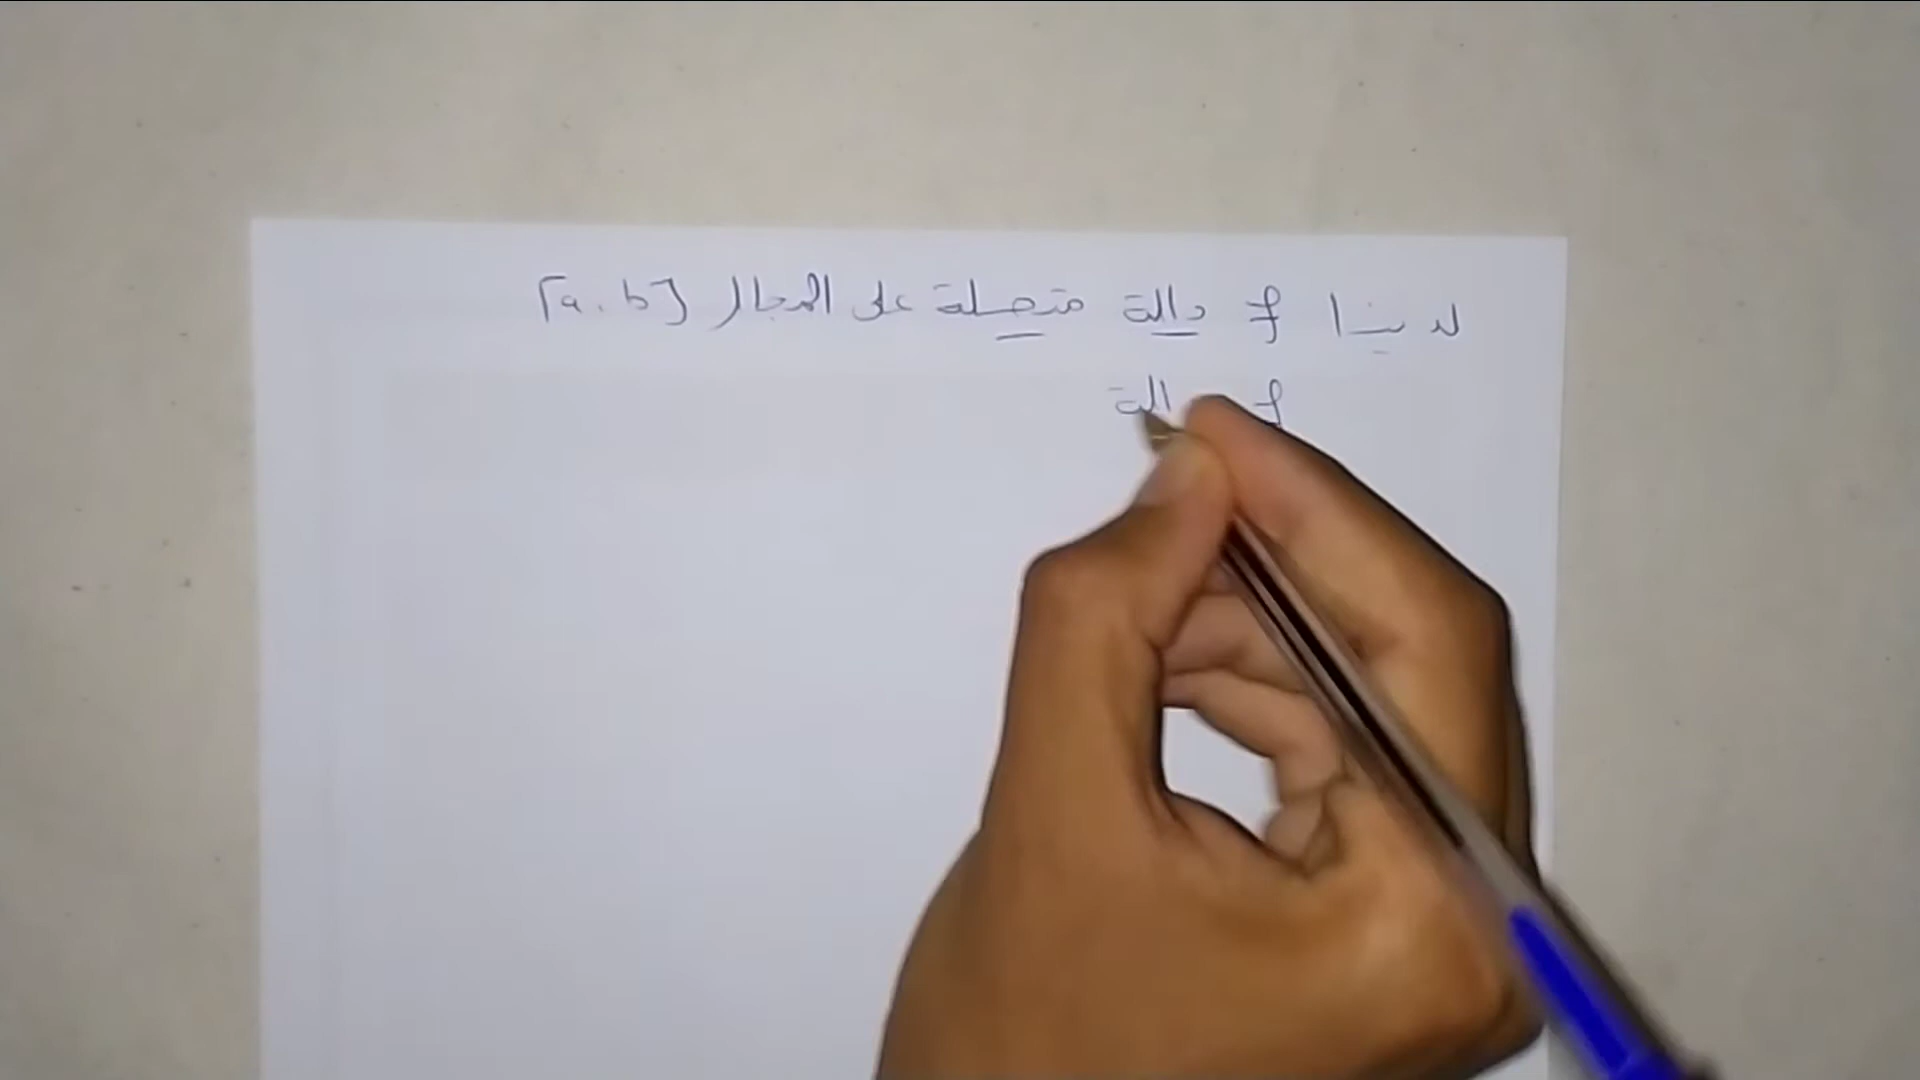 لدينا f دالة متصلة على المجال [a, b]
f دالة